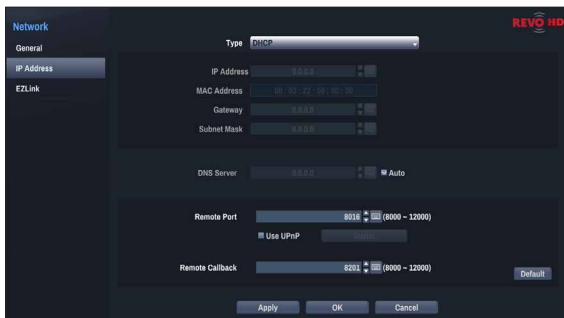 REVO HD
Network
General
IP Address
EZLink
Type DHCP
IP Address 0.0.0.0
MAC Address
Gateway 0.0.0.0
Subnet Mask 0.0.0.0
DNS Server 0.0.0.0 Auto
Remote Port 8016 (8000 ~ 12000)
Use UPnP
Remote Callback 8201 (8000 ~ 12000)
Default
Apply OK Cancel